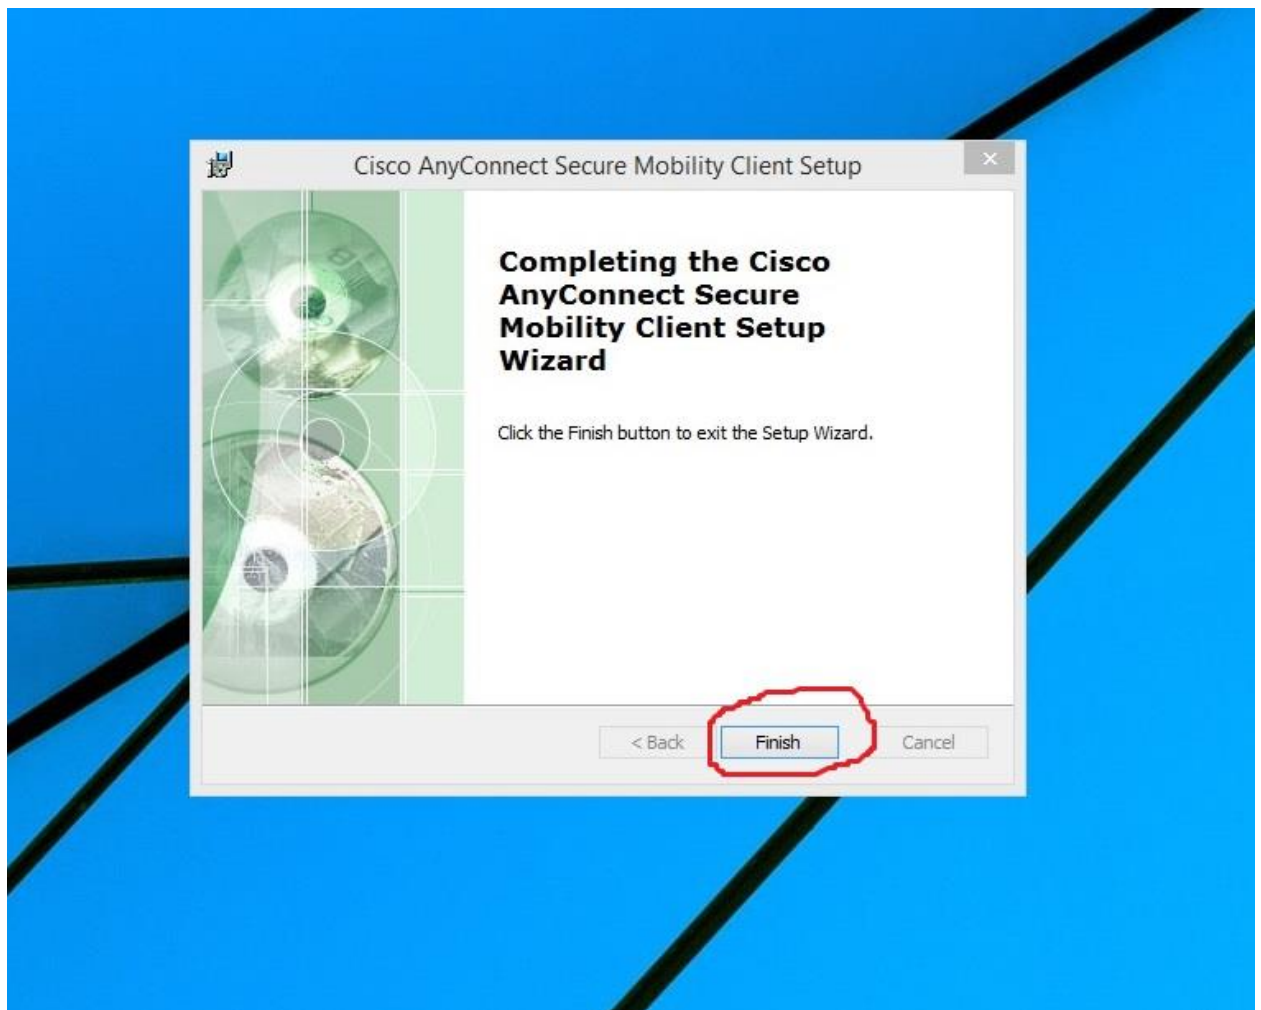 Cisco AnyConnect Secure Mobility Client Setup
Completing the Cisco
AnyConnect Secure
Mobility Client Setup
Wizard
Click the Finish button to exit the Setup Wizard.
< Back
Finish
Cancel